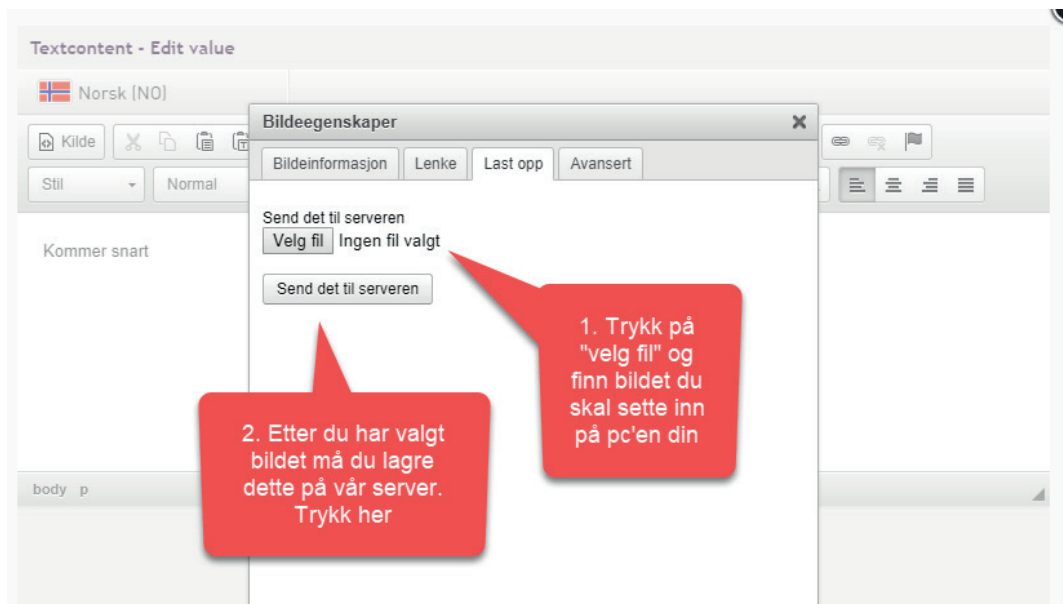 Textcontent - Edit value
Norsk (NO)
Bildeegenskaper
Kilde
Bildeinformasjon Lenke Last opp Avansert
Stil Normal
Send det til serveren
Velg fil Ingen fil valgt
Kommer snart
Send det til serveren
1. Trykk på
"velg fil" og
finn bildet du
skal sette inn
på pc'en din
2. Etter du har valgt
bildet må du lagre
dette på vår server.
Trykk her
body p